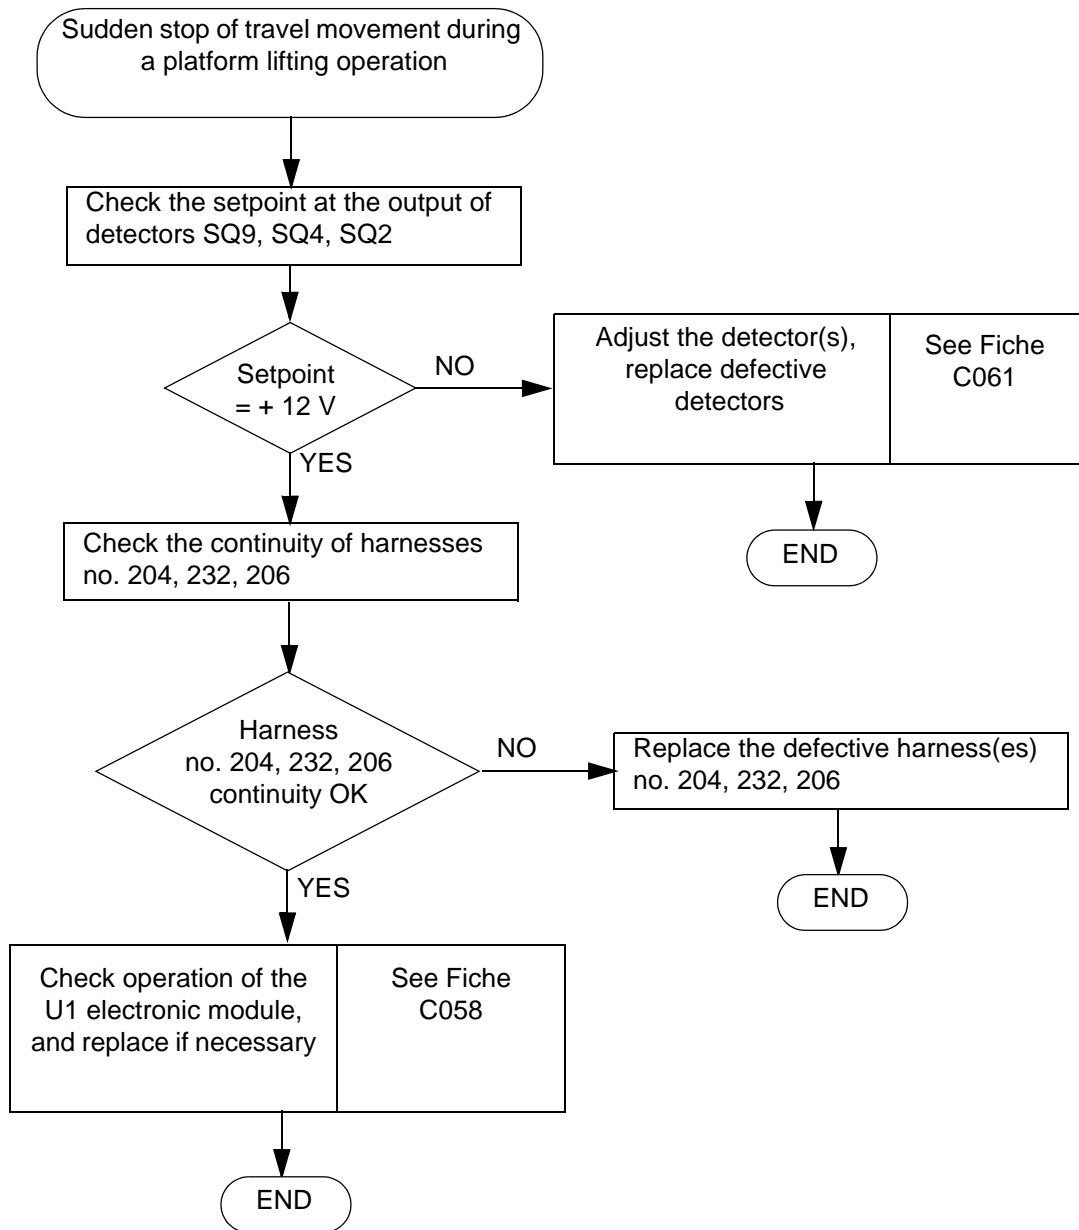 Sudden stop of travel movement during
a platform lifting operation
Check the setpoint at the output of
detectors SQ9, SQ4, SQ2
Setpoint
= + 12 V
NO
Adjust the detector(s),
replace defective
detectors
See Fiche
C061
YES
END
Check the continuity of harnesses
no. 204, 232, 206
Harness
no. 204, 232, 206
continuity OK
NO
Replace the defective harness(es)
no. 204, 232, 206
YES
END
Check operation of the
U1 electronic module,
and replace if necessary
See Fiche
C058
END